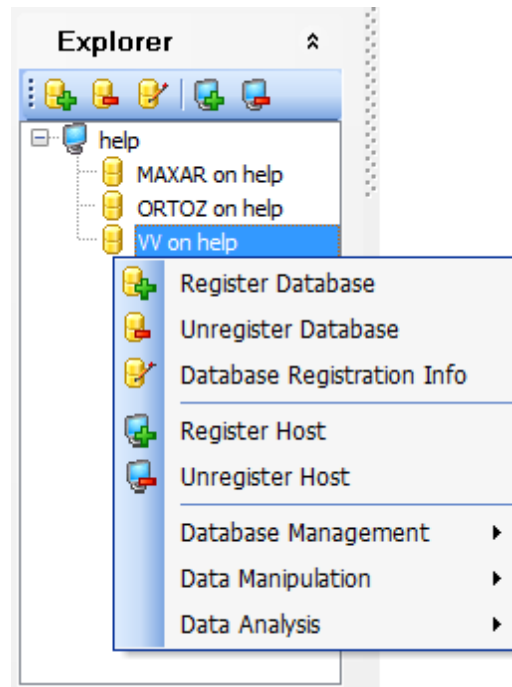 Explorer
help
MAXAR on help
ORTOZ on help
VV on help
Register Database
Unregister Database
Database Registration Info
Register Host
Unregister Host
Database Management
Data Manipulation
Data Analysis